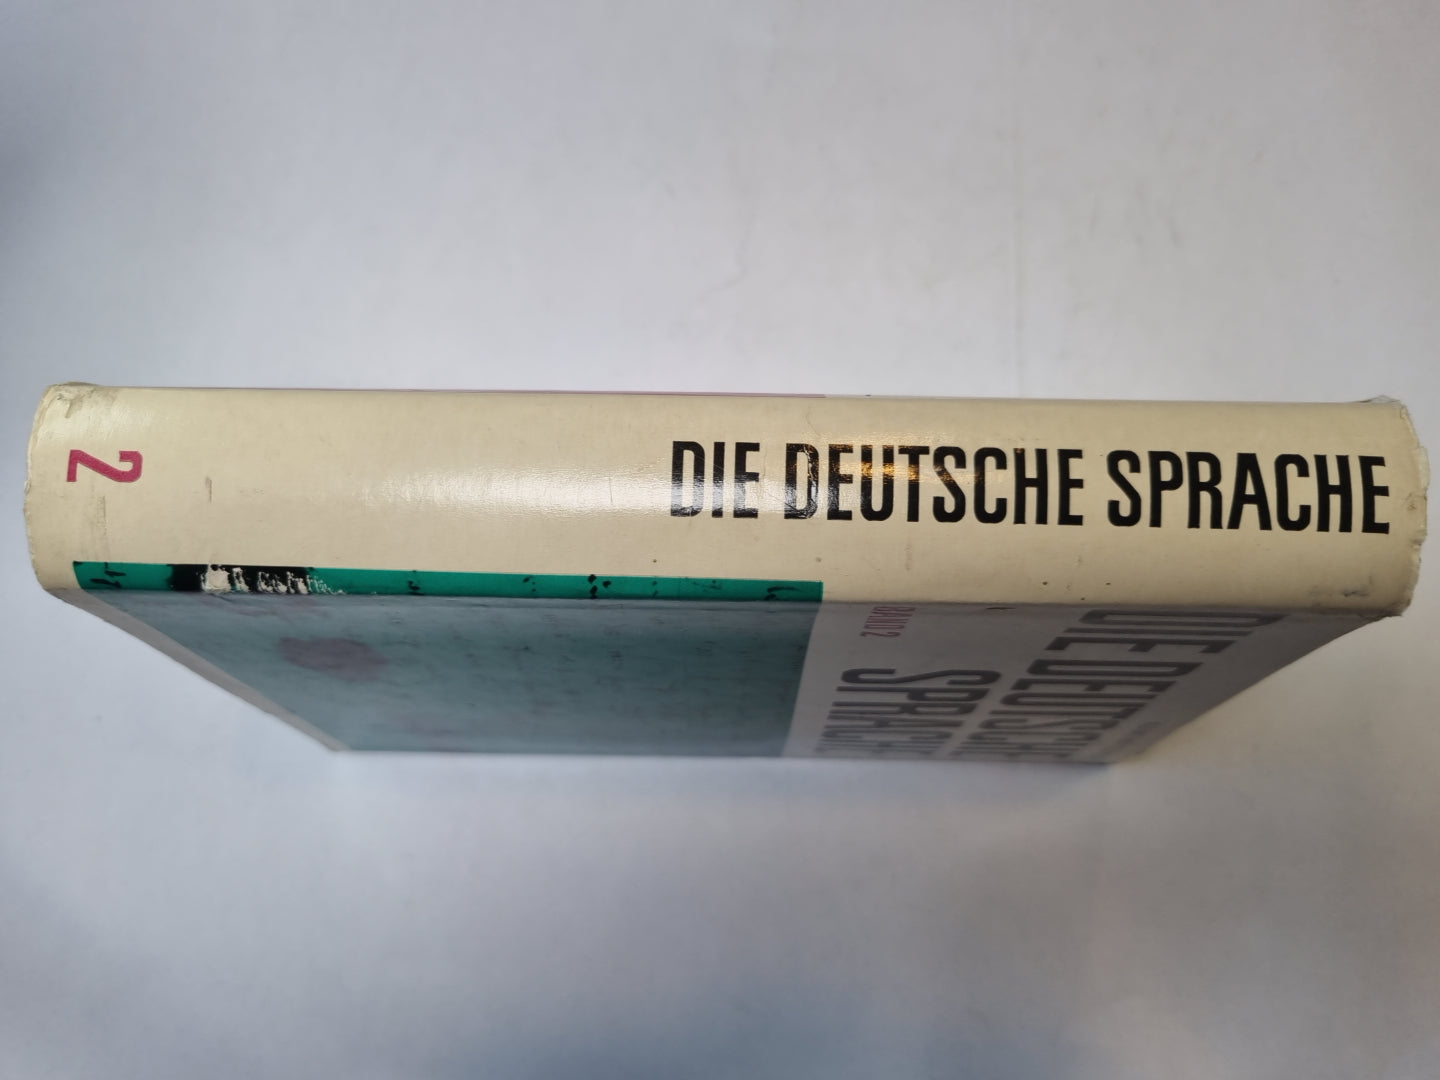 DIE DEUTSCHE SPRACHE
2
DIE DEUTSCHE
SPRACHE
BAND 2